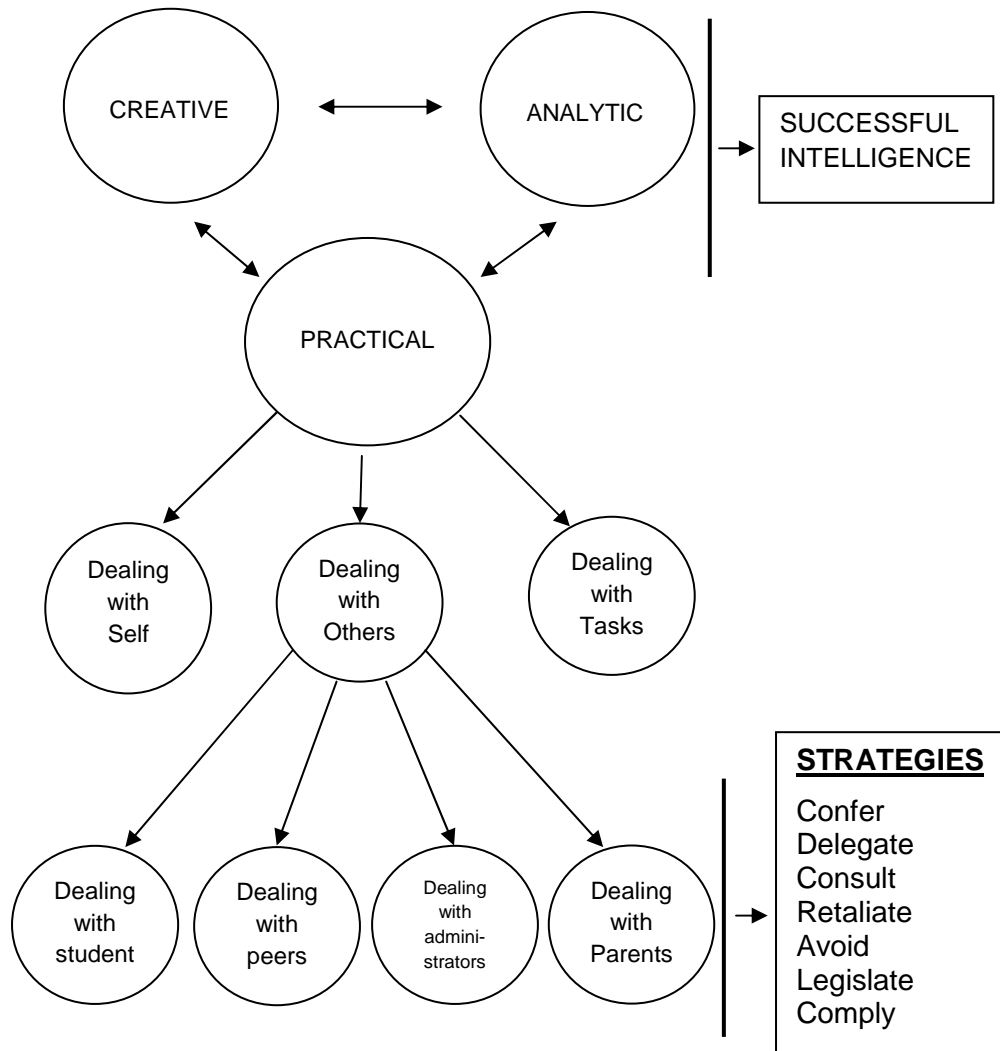 CREATIVE
ANALYTIC
SUCCESSFUL
INTELLIGENCE
PRACTICAL
Dealing
with
Self
Dealing
with
Others
Dealing
with
Tasks
Dealing
with
student
Dealing
with
peers
Dealing
with
admini-
strators
Dealing
with
Parents
STRATEGIES
Confer
Delegate
Consult
Retaliate
Avoid
Legislate
Comply